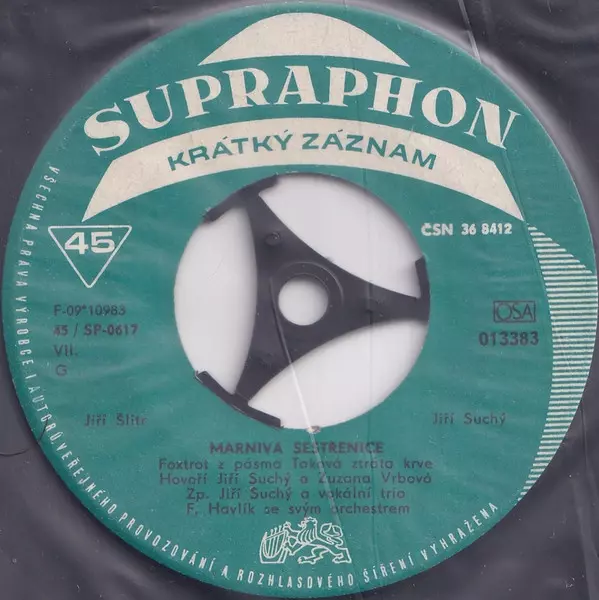 SUPRAPHON
KRÁTKÝ ZÁZNAM
45
ČSN 36 8412
F-09*10983
45 / SP-0617
VII.
G
OSA
013383
Jiří Šlitr
Jiří Suchý
MARNIVÁ SESTŘENICE
Foxtrot z pásma Taková ztráta krve
Hovoří Jiří Suchý a Zuzana Vrbová
Zp. Jiří Suchý a vokální trio
F. Havlík se svým orchestrem
VŠECHNA PRÁVA VÝROBCE I AUTORŮ VEŘEJNÉHO PROVOZOVÁNÍ A ROZHLASOVÉHO ŠÍŘENÍ VYHRAŽENA